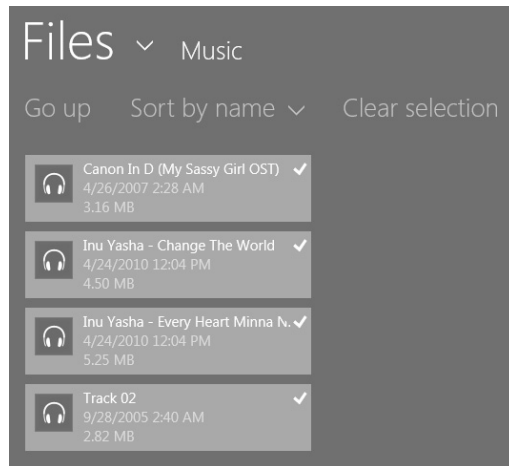 Files Music
Go up Sort by name Clear selection
Canon In D (My Sassy Girl OST)
4/26/2007 2:28 AM
3.16 MB
Inu Yasha - Change The World
4/24/2010 12:04 PM
4.50 MB
Inu Yasha - Every Heart Minna N.
4/24/2010 12:04 PM
5.25 MB
Track 02
9/28/2005 2:40 AM
2.82 MB